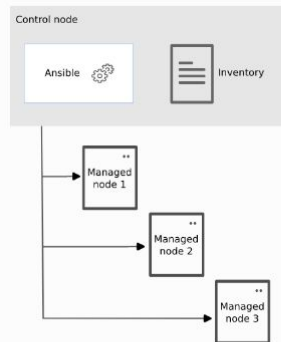 Control node
Ansible
Inventory
Managed
node 1
Managed
node 2
Managed
node 3